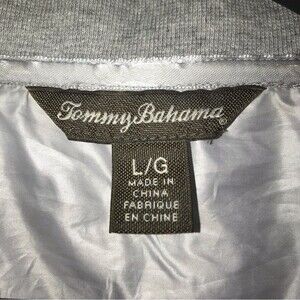 Tommy Bahama®
L/G
MADE IN
CHINA
FABRIQUE
EN CHINE